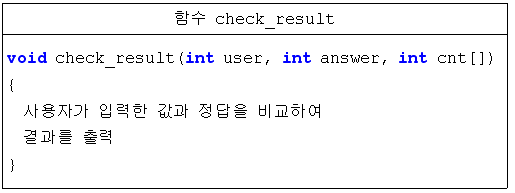 함수 check_result
void check_result(int user, int answer, int cnt[])
{
사용자가 입력한 값과 정답을 비교하여
결과를 출력
}